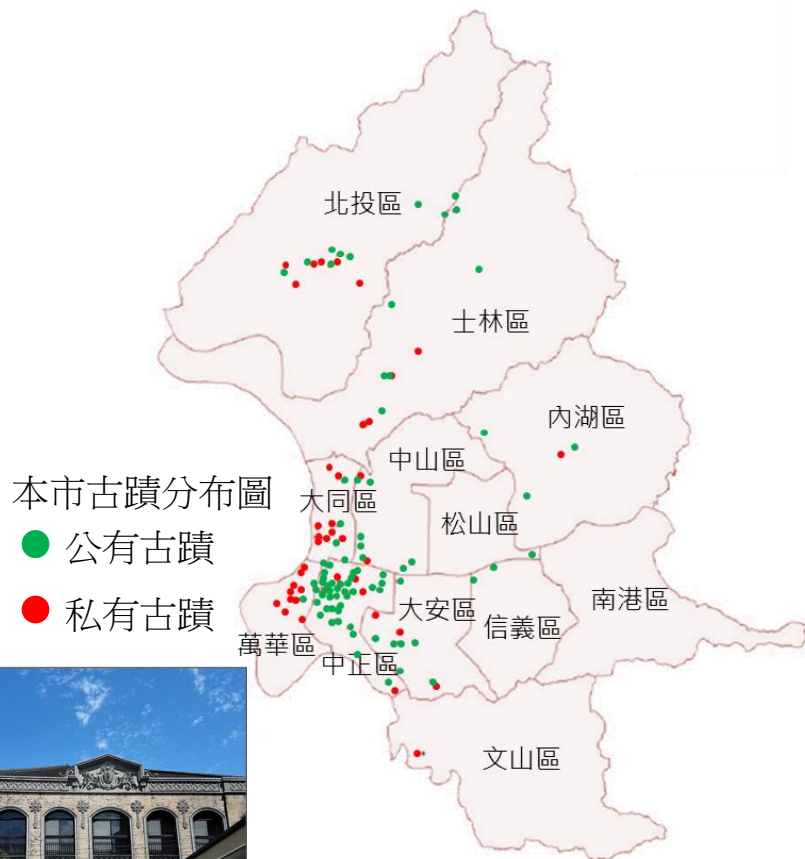 北投區
士林區
內湖區
中山區
本市古蹟分布圖
大同區
松山區
公有古蹟
南港區
大安區
信義區
私有古蹟
萬華區
中正區
文山區